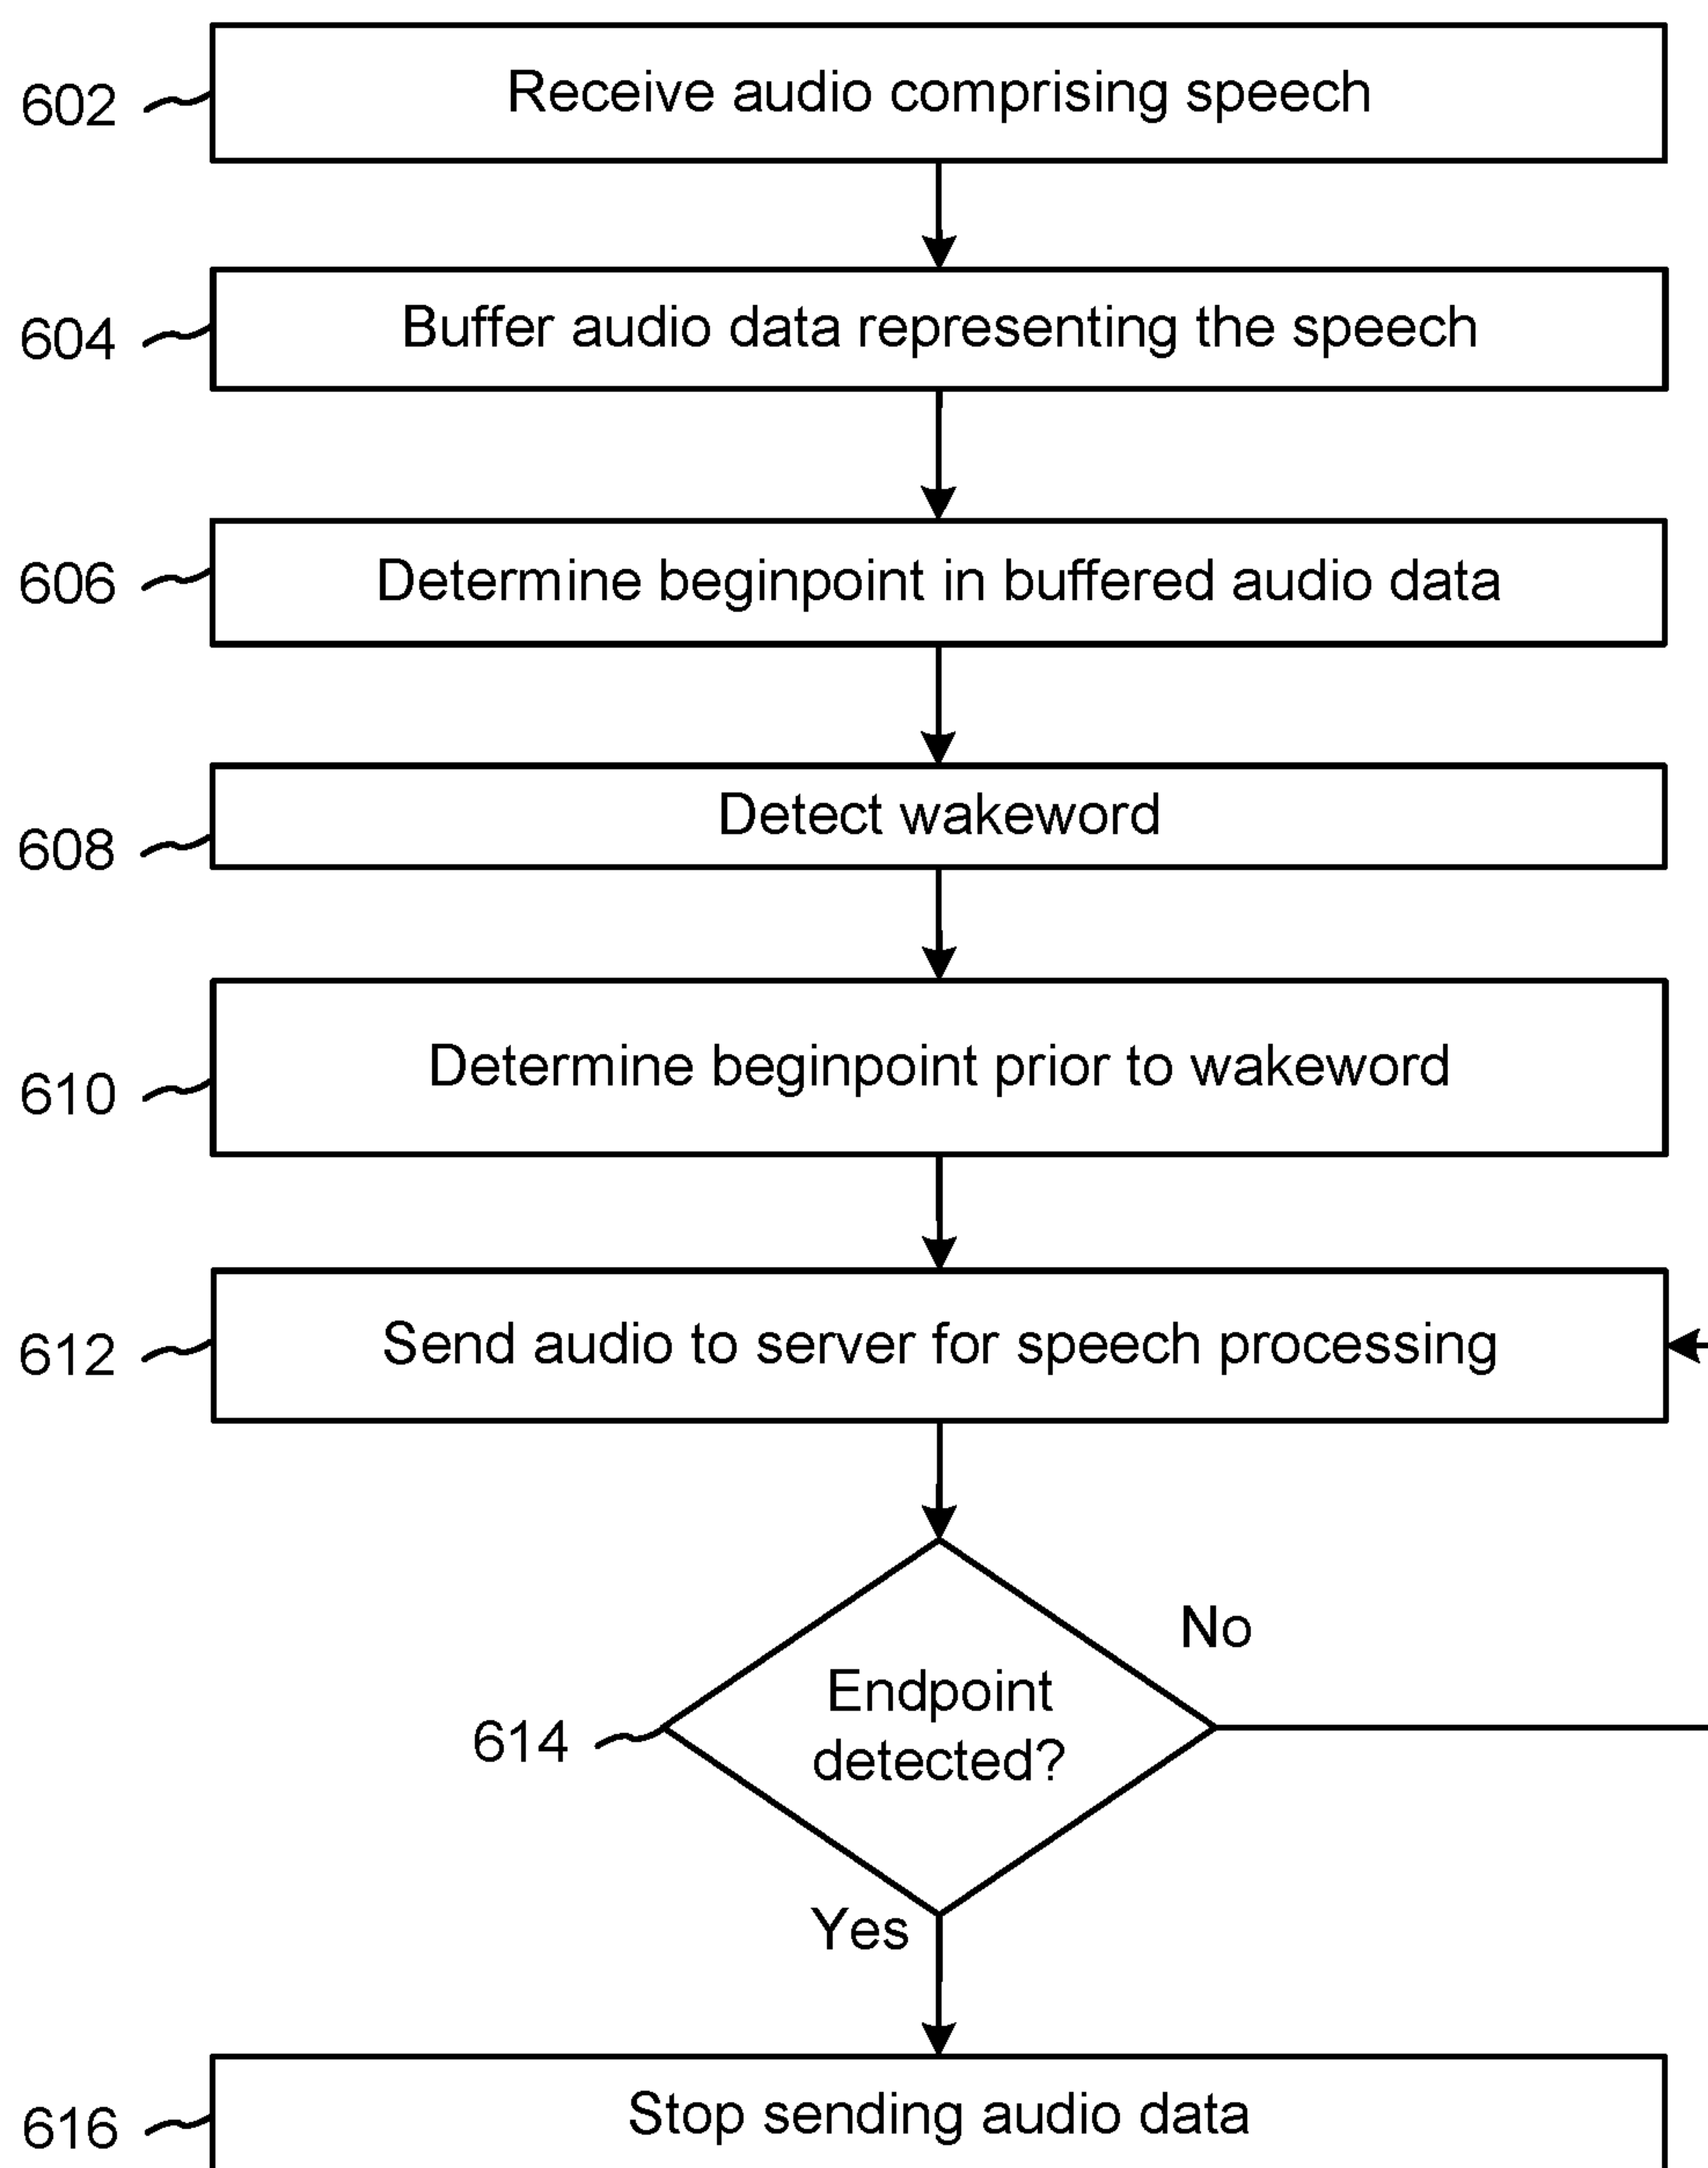 602
Receive audio comprising speech
604
Buffer audio data representing the speech
606
Determine beginpoint in buffered audio data
608
Detect wakeword
610
Determine beginpoint prior to wakeword
612
Send audio to server for speech processing
No
614
Endpoint
detected?
Yes
616
Stop sending audio data